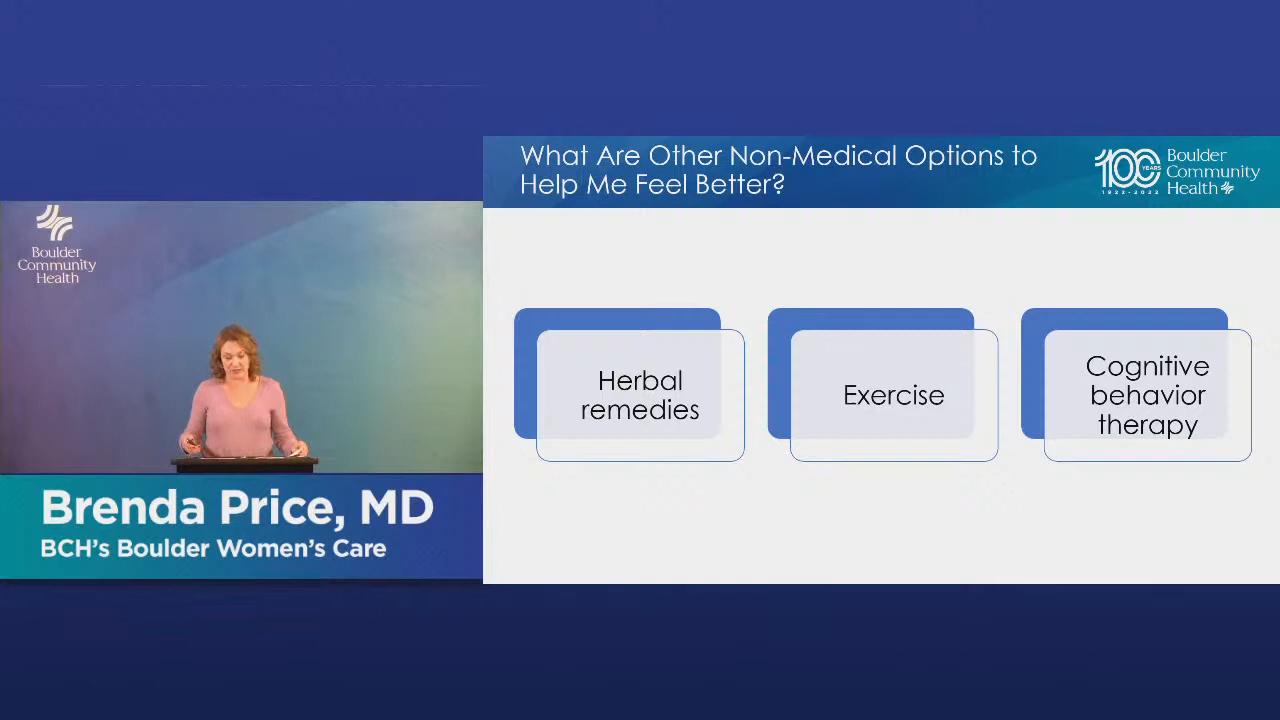 What Are Other Non-Medical Options to
Help Me Feel Better?
100 YEARS
1922-2022
Boulder
Community
Health
Boulder
Community
Health
Herbal
remedies
Exercise
Cognitive
behavior
therapy
Brenda Price, MD
BCH's Boulder Women's Care